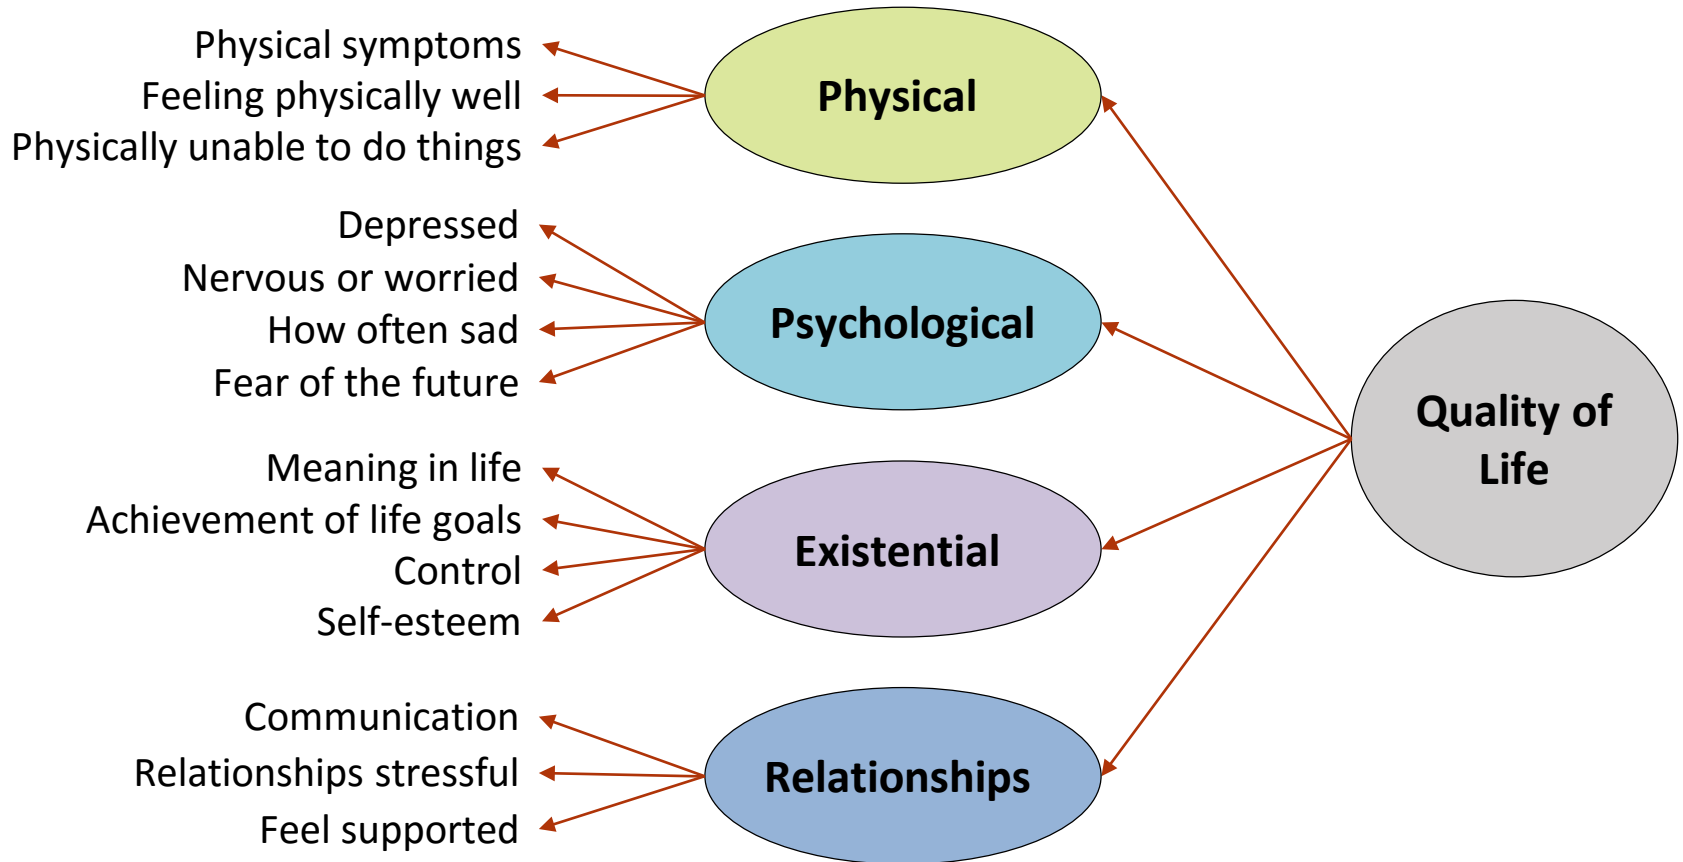 Physical symptoms
Feeling physically well
Physically unable to do things
Physical
Depressed
Nervous or worried
How often sad
Fear of the future
Psychological
Meaning in life
Achievement of life goals
Control
Self-esteem
Existential
Communication
Relationships stressful
Feel supported
Relationships
Quality of
Life